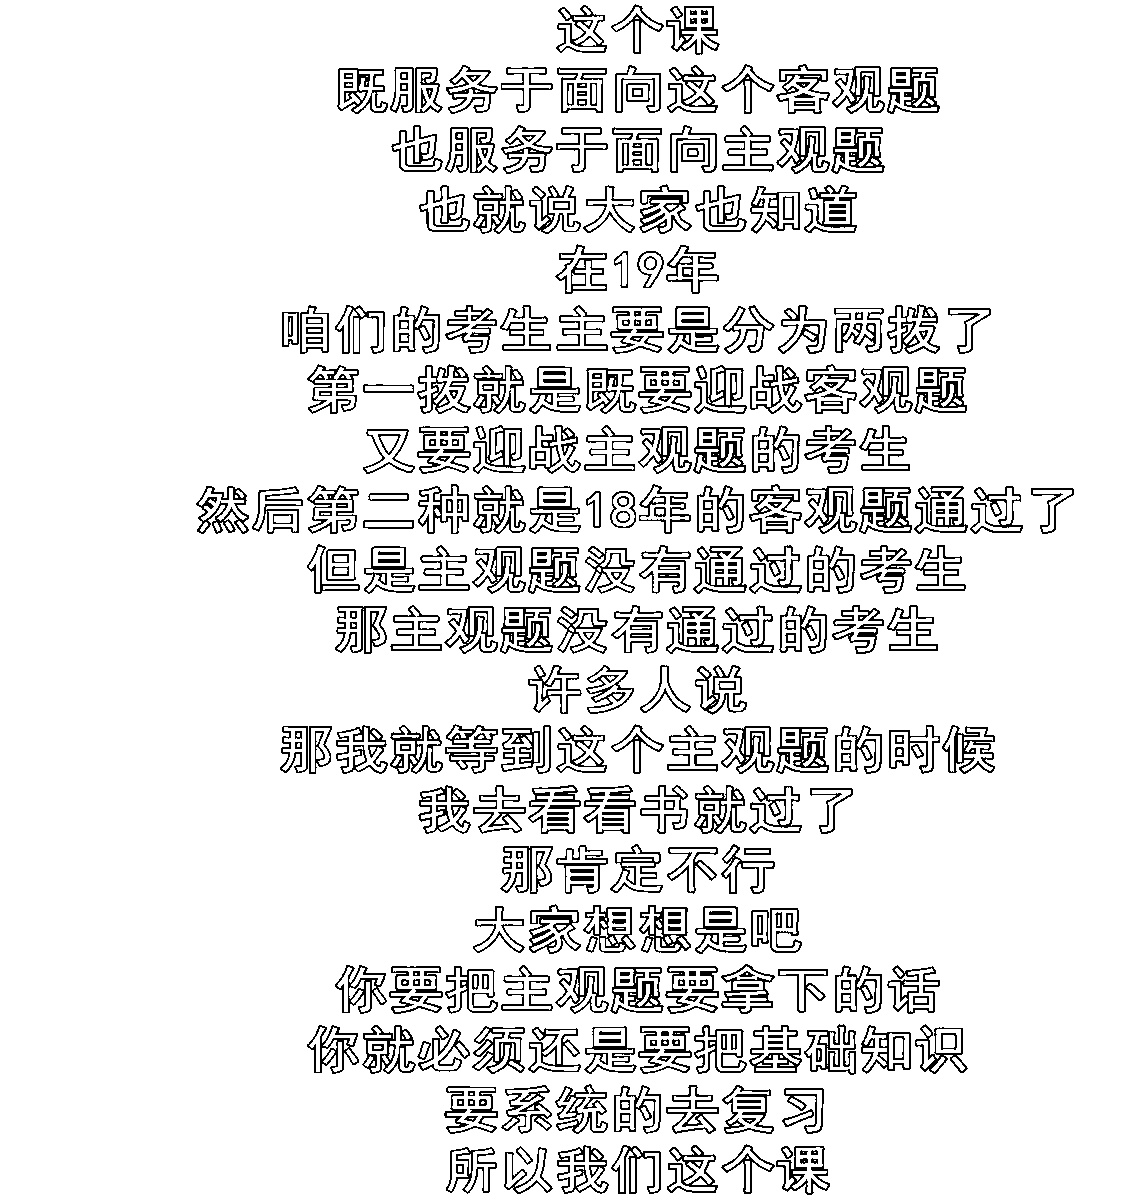 这个课
既服务于面向这个客观题
也服务于面向主观题
也就说大家也知道
在19年
咱们的考生主要是分为两拨了
第一拨就是既要迎战客观题
又要迎战主观题的考生
然后第二种就是18年的客观题通过了
但是主观题没有通过的考生
那主观题没有通过的考生
许多人说
那我就等到这个主观题的时候
我去看看书就过了
那肯定不行
大家想想是吧
你要把主观题要拿下的话
你就必须还是要把基础知识
要系统的去复习
所以我们这个课